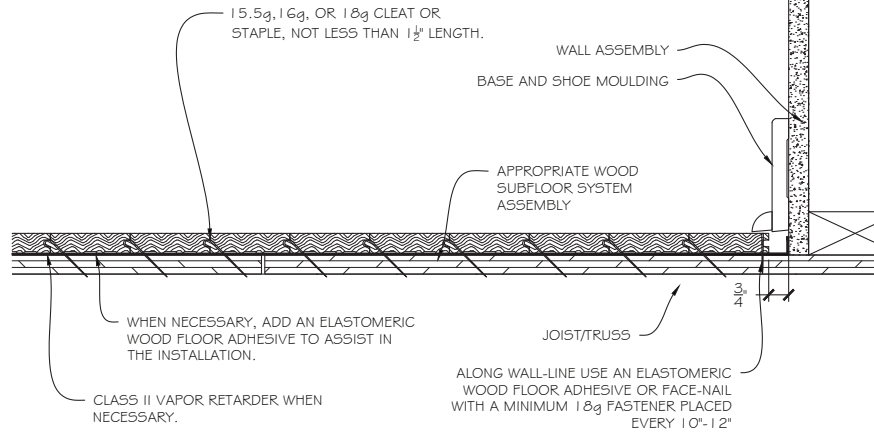 15.5g,16g, OR 18g CLEAT OR
STAPLE, NOT LESS THAN 1½" LENGTH.
WALL ASSEMBLY
BASE AND SHOE MOULDING
APPROPRIATE WOOD
SUBFLOOR SYSTEM
ASSEMBLY
3/4"
WHEN NECESSARY, ADD AN ELASTOMERIC
WOOD FLOOR ADHESIVE TO ASSIST IN
THE INSTALLATION.
JOIST/TRUSS
CLASS II VAPOR RETARDER WHEN
NECESSARY.
ALONG WALL-LINE USE AN ELASTOMERIC
WOOD FLOOR ADHESIVE OR FACE-NAIL
WITH A MINIMUM 18g FASTENER PLACED
EVERY 10"-12"